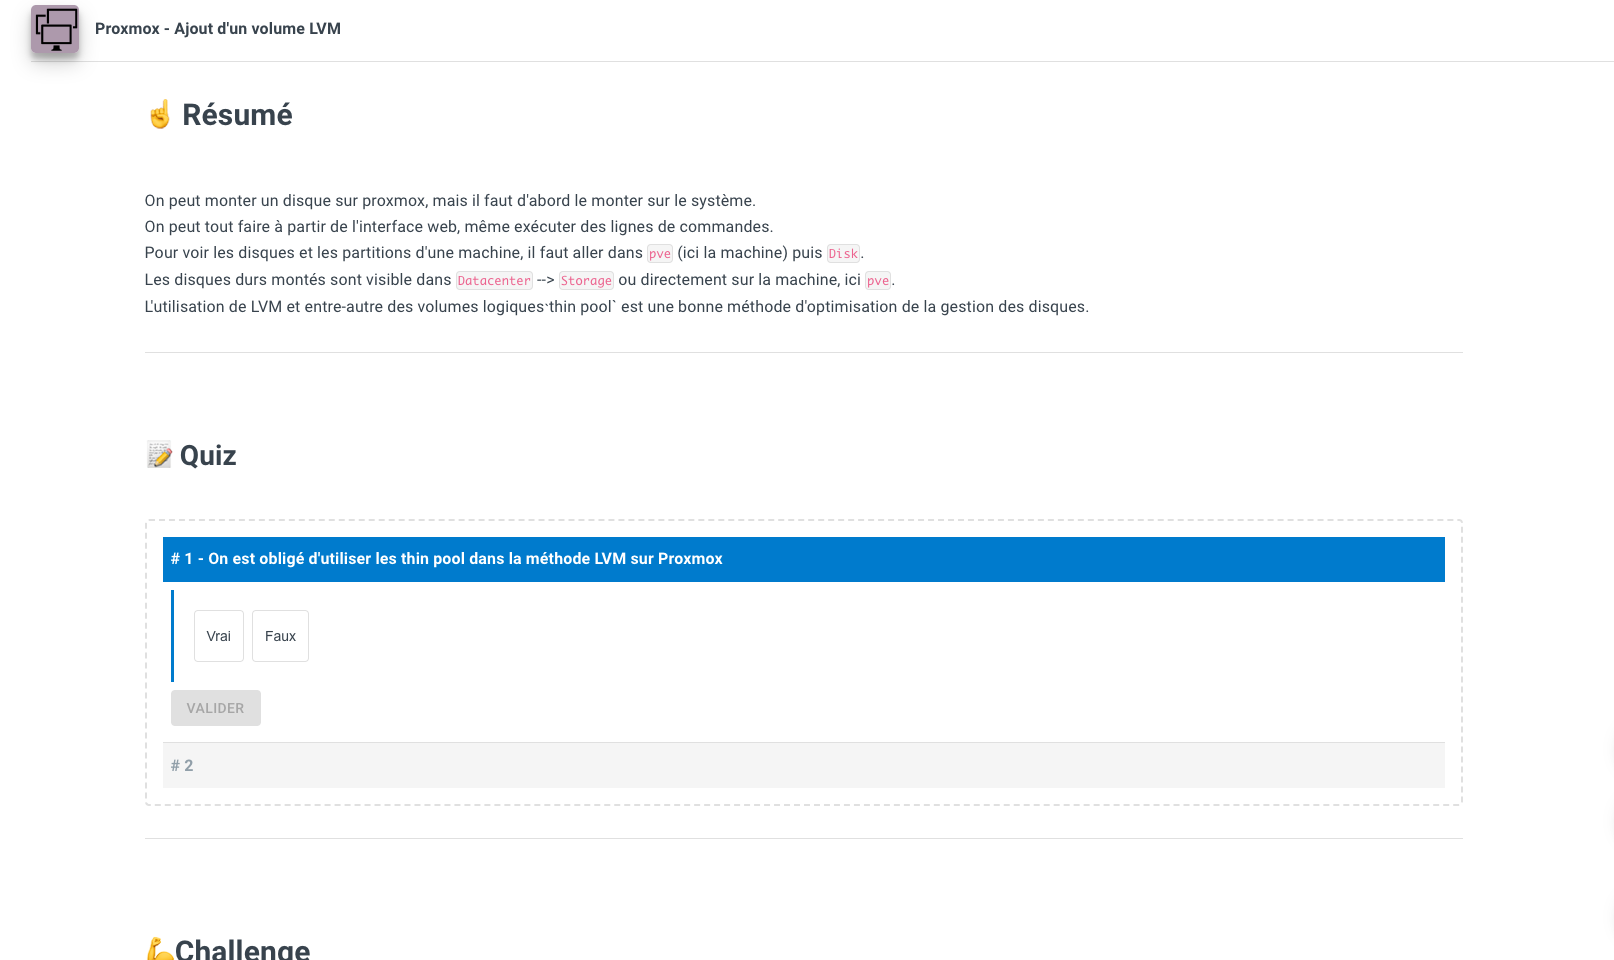 Proxmox - Ajout d'un volume LVM
☝️ Résumé
On peut monter un disque sur proxmox, mais il faut d'abord le monter sur le système.
On peut tout faire à partir de l'interface web, même exécuter des lignes de commandes.
Pour voir les disques et les partitions d'une machine, il faut aller dans pve (ici la machine) puis Disk.
Les disques durs montés sont visible dans Datacenter --> Storage ou directement sur la machine, ici pve.
L'utilisation de LVM et entre-autre des volumes logiques`thin pool` est une bonne méthode d'optimisation de la gestion des disques.
📝 Quiz
# 1 - On est obligé d'utiliser les thin pool dans la méthode LVM sur Proxmox
Vrai Faux
VALIDER
# 2
💪Challenge